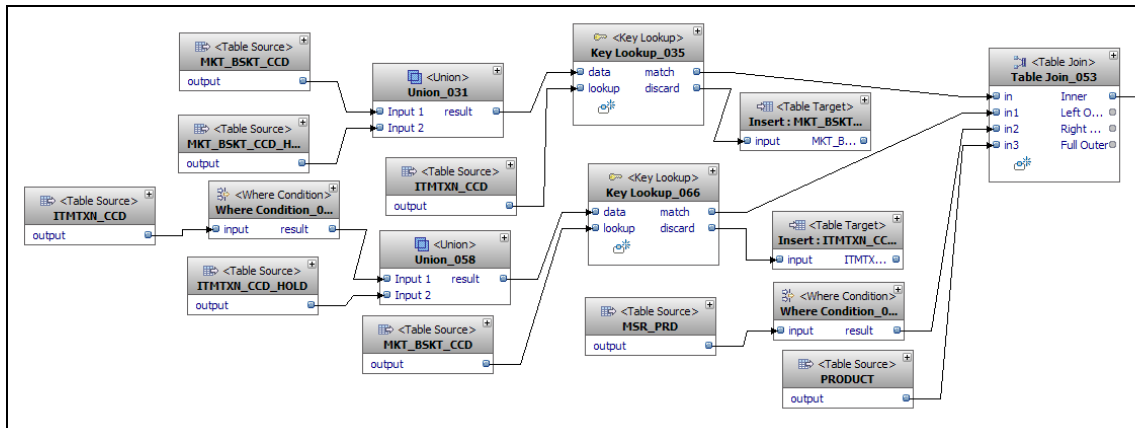 <Table Source>
MKT_BSKT_CCD
output
<Table Source>
MKT_BSKT_CCD_H...
output
<Union>
Union_031
Input 1 result
Input 2
<Key Lookup>
Key Lookup_035
data match
lookup discard
<Table Target>
Insert : MKT_BSKT...
input MKT_B...
<Table Join>
Table Join_053
in Inner
in1 Left O...
in2 Right ...
in3 Full Outer
<Table Source>
ITMTXN_CCD
output
<Table Source>
ITMTXN_CCD
output
<Where Condition>
Where Condition_0...
input result
<Table Source>
ITMTXN_CCD_HOLD
output
<Union>
Union_058
Input 1 result
Input 2
<Key Lookup>
Key Lookup_066
data match
lookup discard
<Table Target>
Insert : ITMTXN_CC...
input ITMTX...
<Table Source>
MKT_BSKT_CCD
output
<Table Source>
MSR_PRD
output
<Where Condition>
Where Condition_0...
input result
<Table Source>
PRODUCT
output